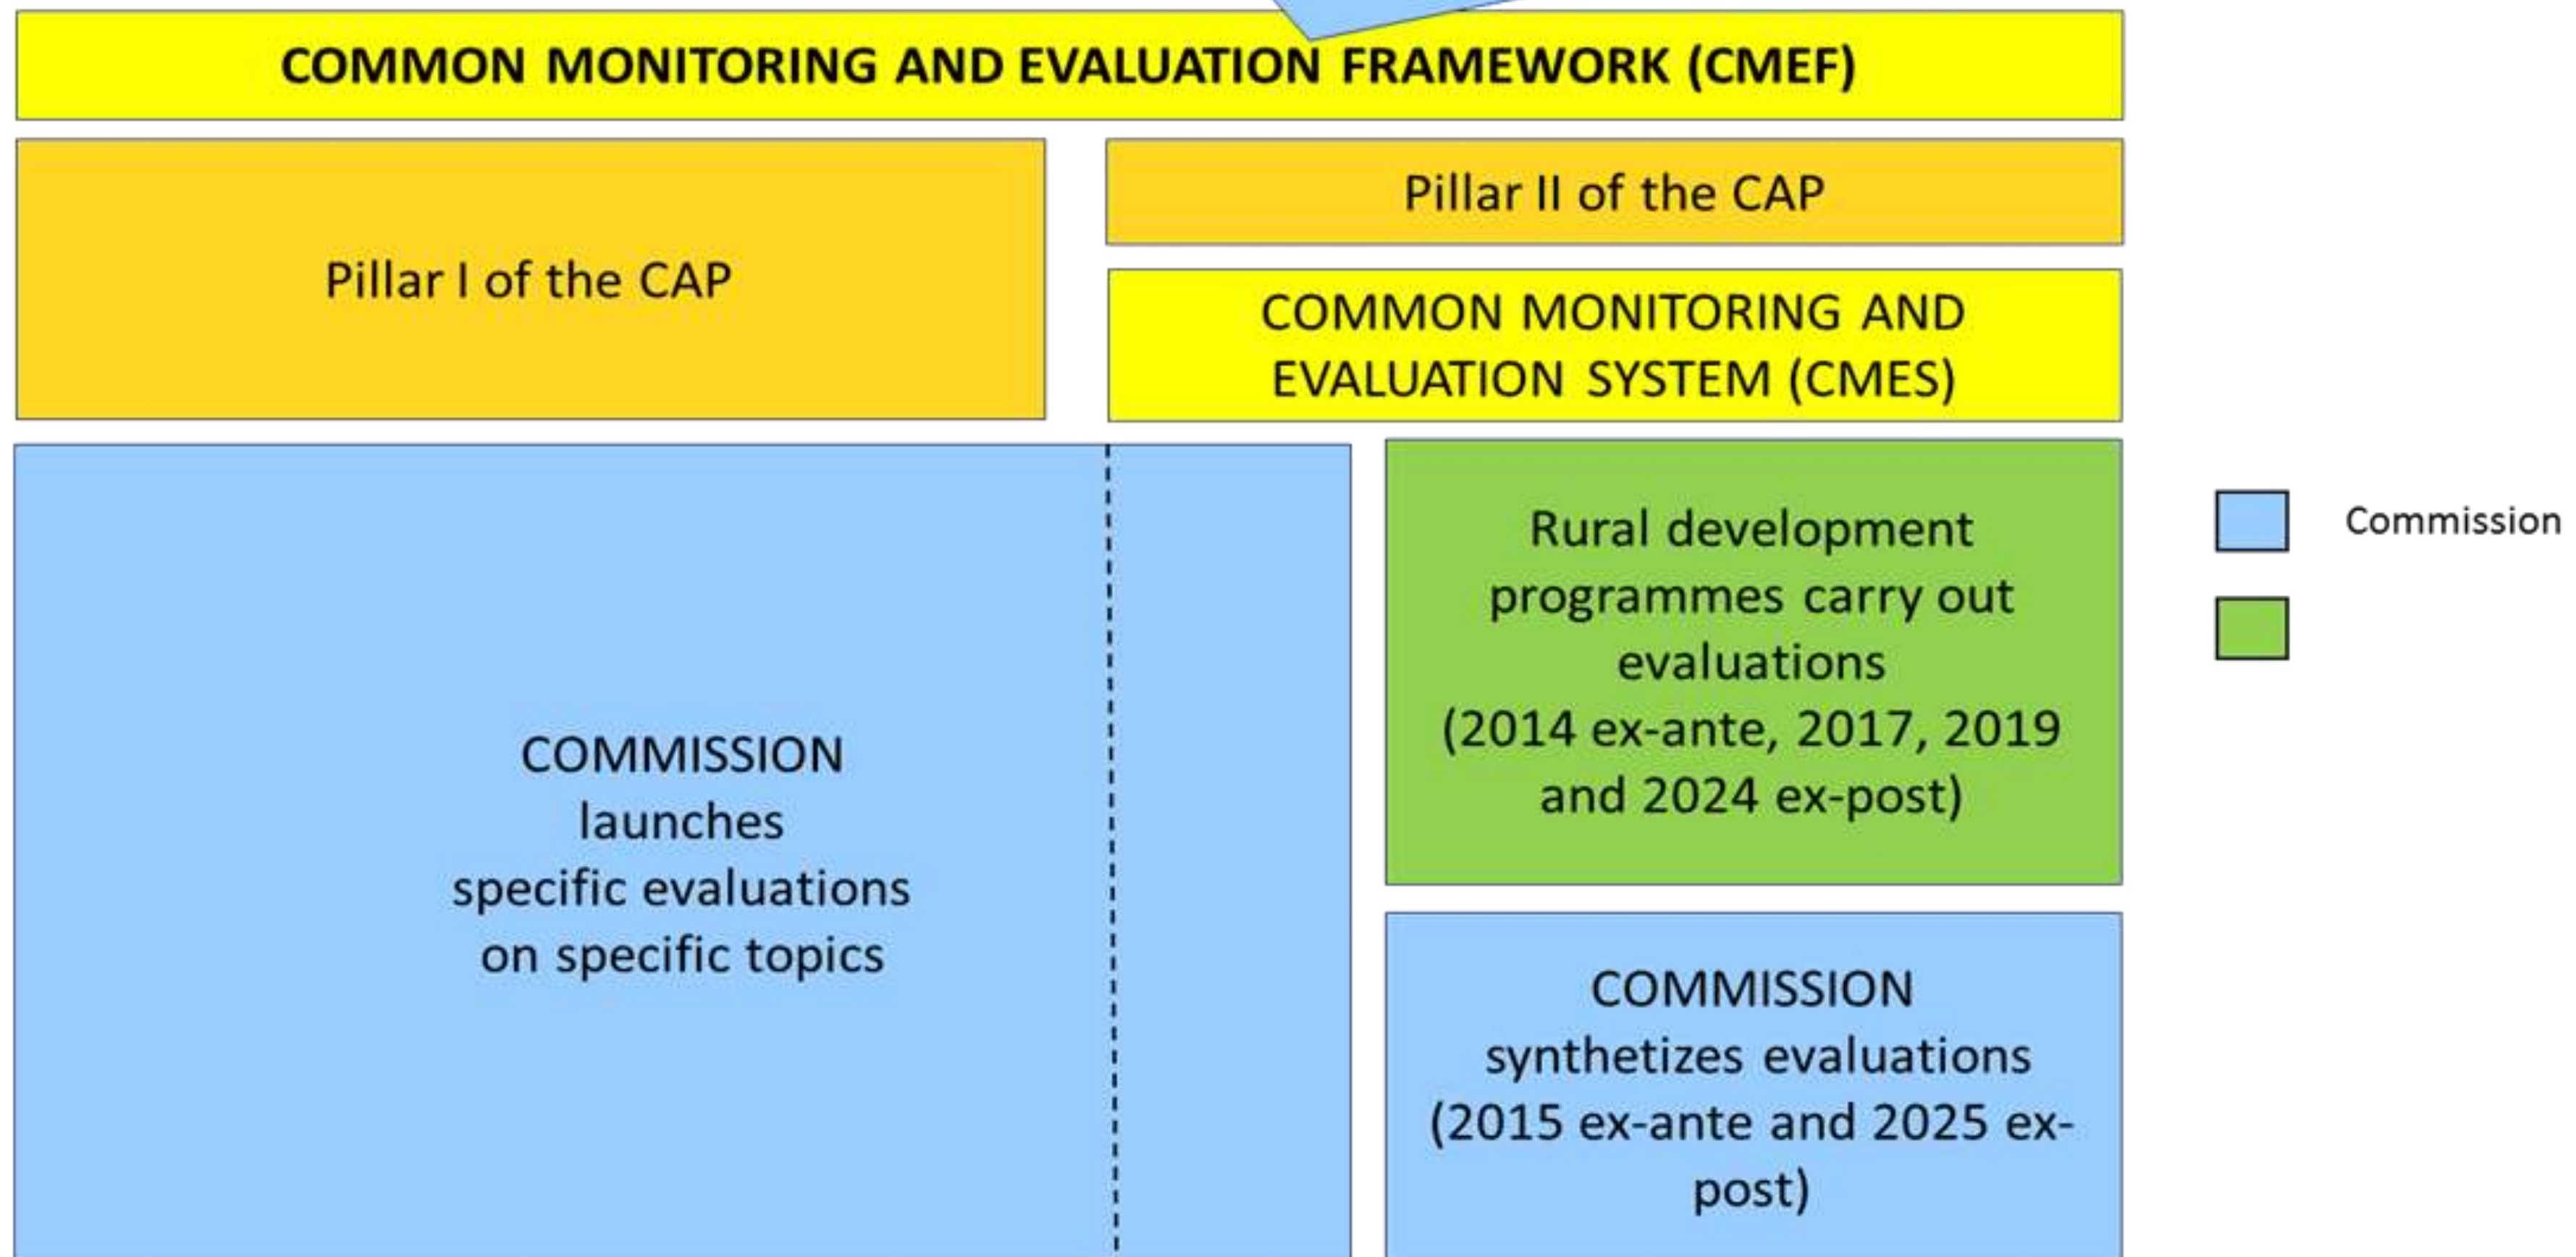 COMMON MONITORING AND EVALUATION FRAMEWORK (CMEF)
Pillar I of the CAP
Pillar II of the CAP
COMMON MONITORING AND
EVALUATION SYSTEM (CMES)
COMMISSION
launches
specific evaluations
on specific topics
Rural development
programmes carry out
evaluations
(2014 ex-ante, 2017, 2019
and 2024 ex-post)
COMMISSION
synthetizes evaluations
(2015 ex-ante and 2025 ex-
post)
Commission